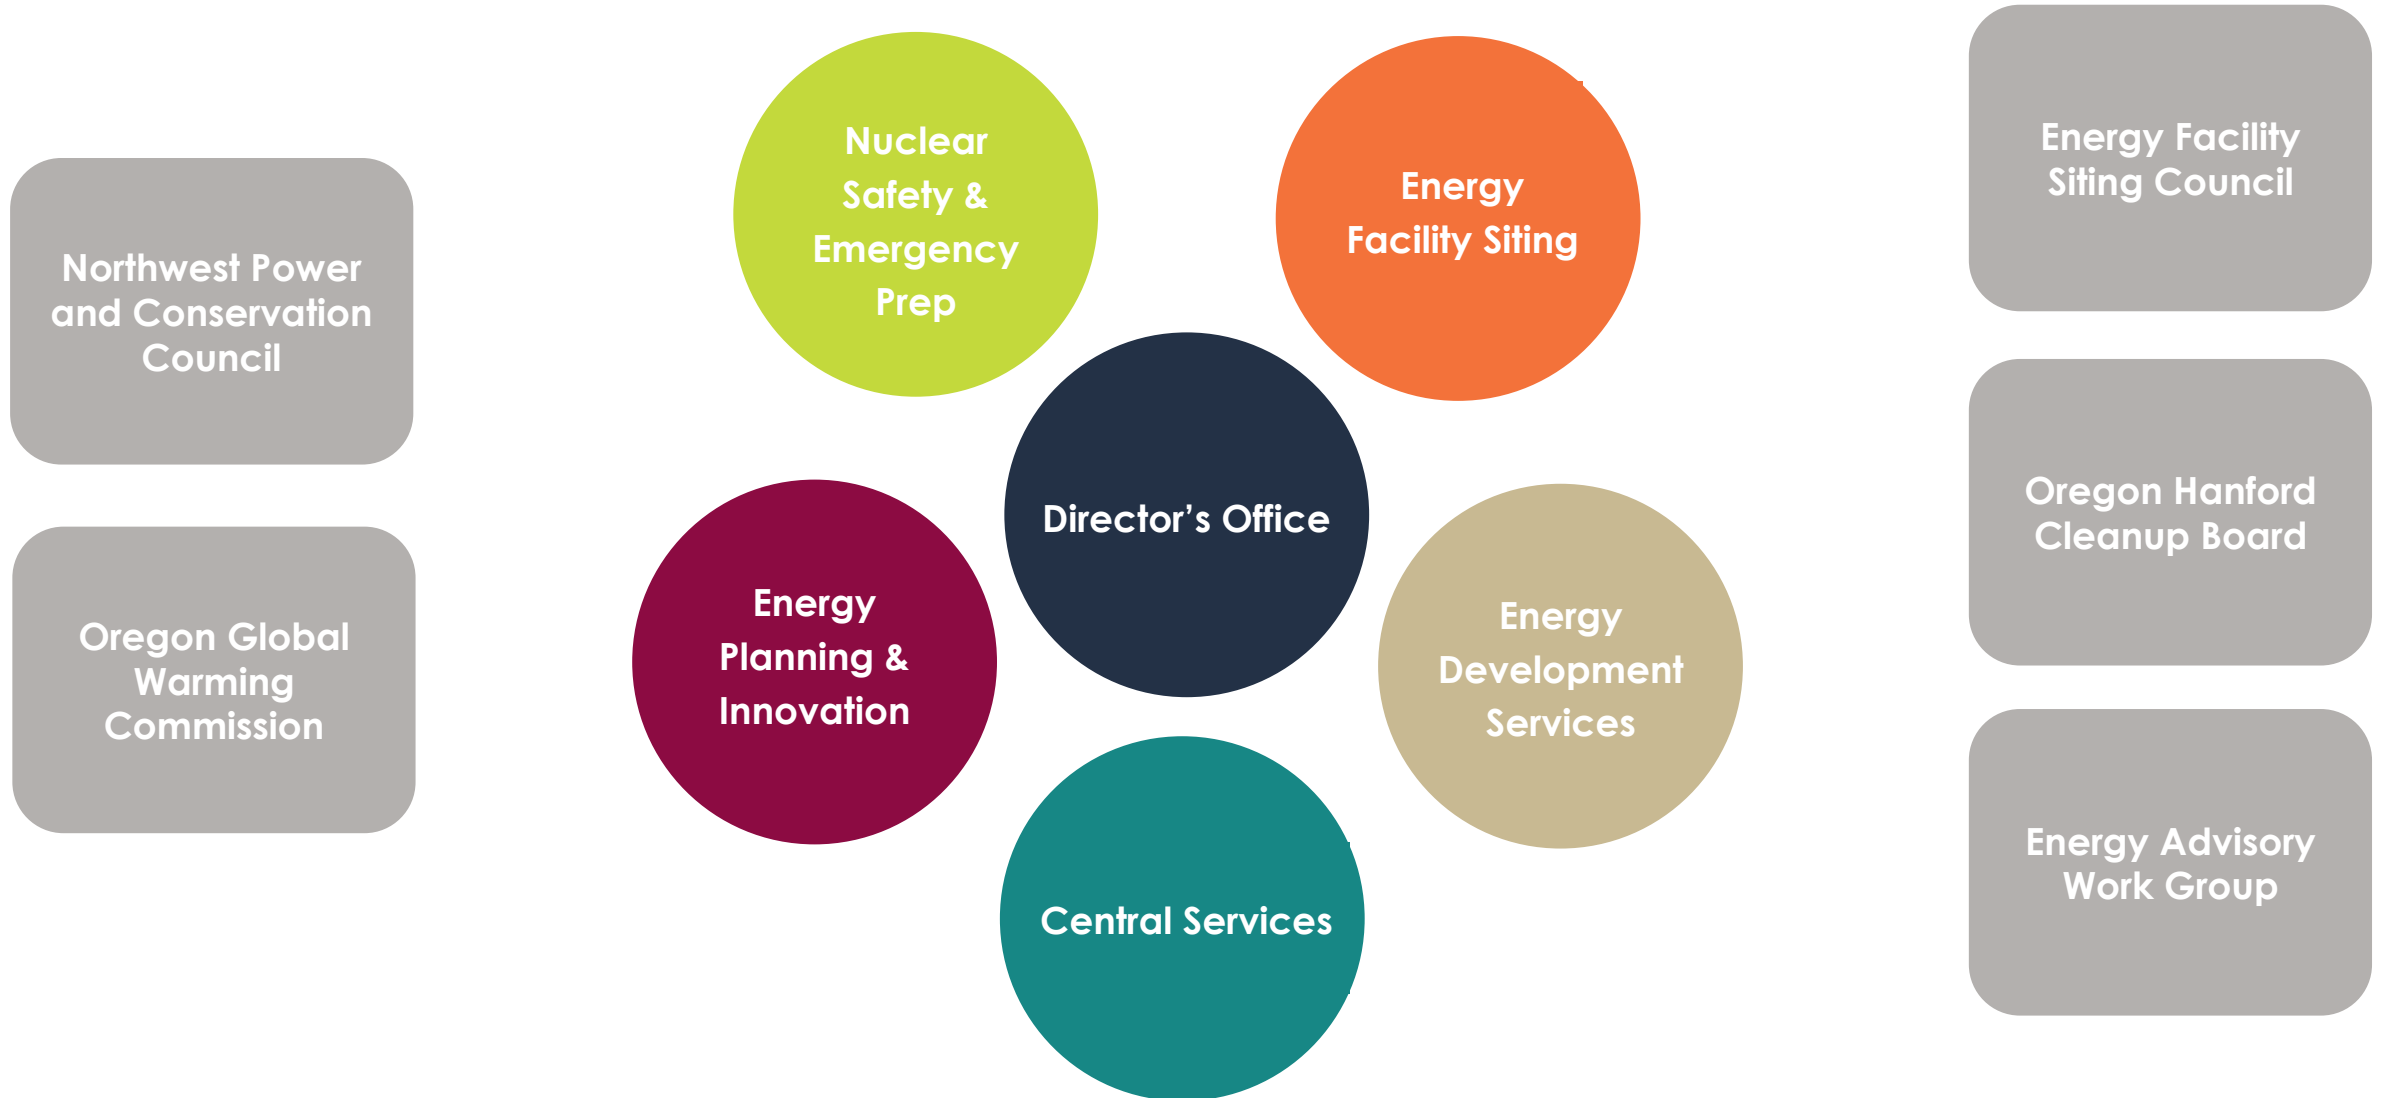 Northwest Power
and Conservation
Council
Oregon Global
Warming
Commission
Nuclear
Safety &
Emergency
Prep
Energy
Facility Siting
Director’s Office
Energy
Planning &
Innovation
Energy
Development
Services
Central Services
Energy Facility
Siting Council
Oregon Hanford
Cleanup Board
Energy Advisory
Work Group